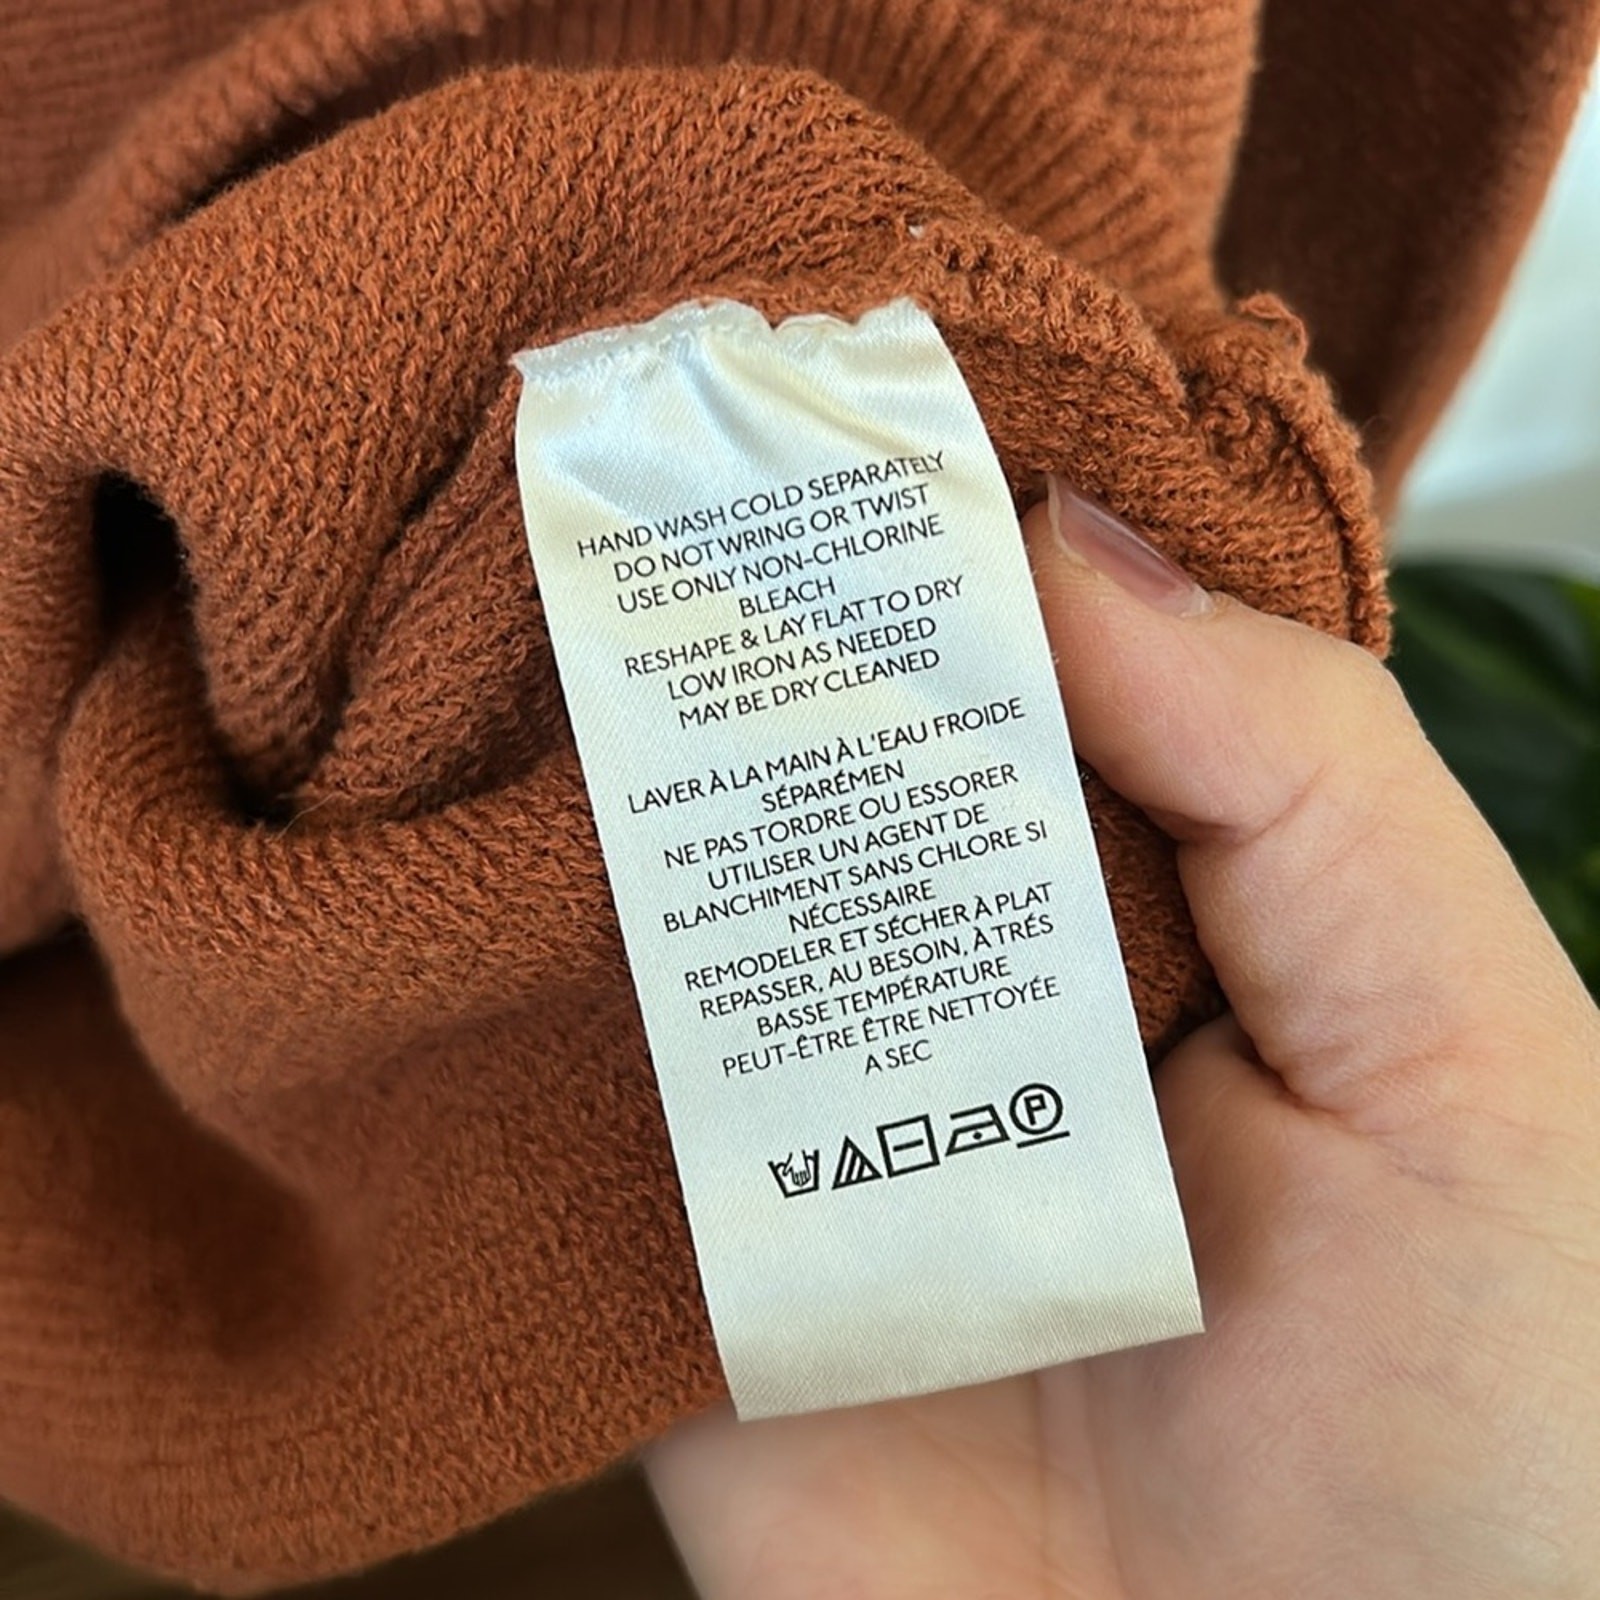 HAND WASH COLD SEPARATELY
DO NOT WRING OR TWIST
USE ONLY NON-CHLORINE
BLEACH
RESHAPE & LAY FLAT TO DRY
LOW IRON AS NEEDED
MAY BE DRY CLEANED
LAVER À LA MAIN À L'EAU FROIDE
SÉPARÉMEN
NE PAS TORDRE OU ESSORER
UTILISER UN AGENT DE
BLANCHIMENT SANS CHLORE SI
NÉCESSAIRE
REMODELER ET SÉCHER À PLAT
REPASSER, AU BESOIN, À TRÉS
BASSE TEMPÉRATURE
PEUT-ÊTRE ÊTRE NETTOYÉE
A SEC
P